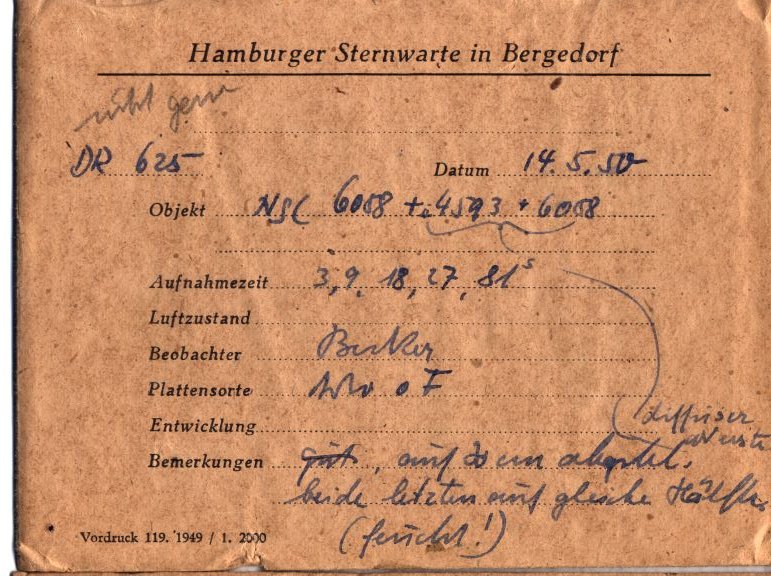 Hamburger Sternwarte in Bergedorf
nicht gem
DR 625 Datum 14.5.50
Objekt NGC 6058 + 4593 + 6058
Aufnahmezeit 3, 9, 18, 27, 81ˢ
Luftzustand
Beobachter Becker
Plattensorte
Entwicklung
diffuser
Bemerkungen gut, auf
beide letzten auf gleiche Hälfte
(feucht!)
Vordruck 119. 1949 / 1. 2000